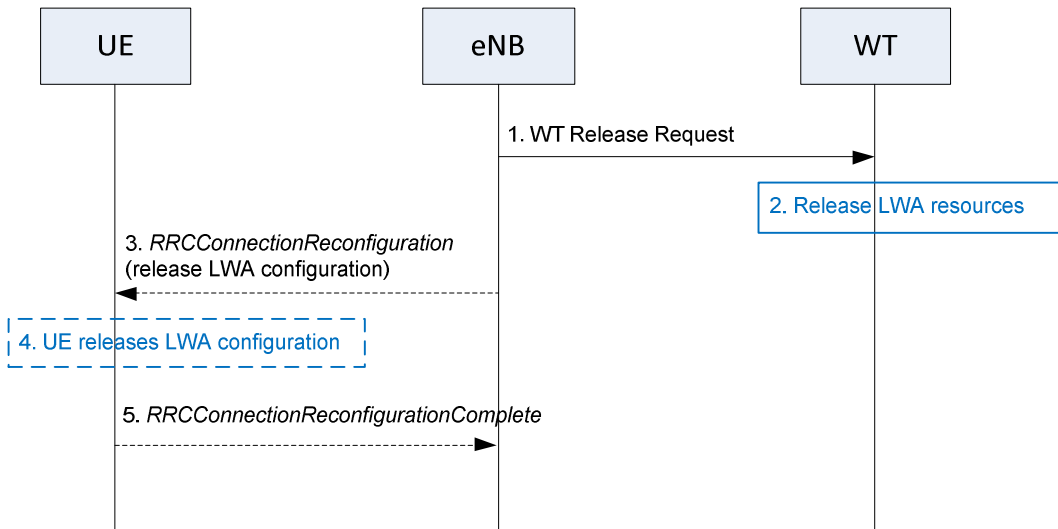 UE
eNB
WT
1. WT Release Request
2. Release LWA resources
3. RRCConnectionReconfiguration
(release LWA configuration)
4. UE releases LWA configuration
5. RRCConnectionReconfigurationComplete